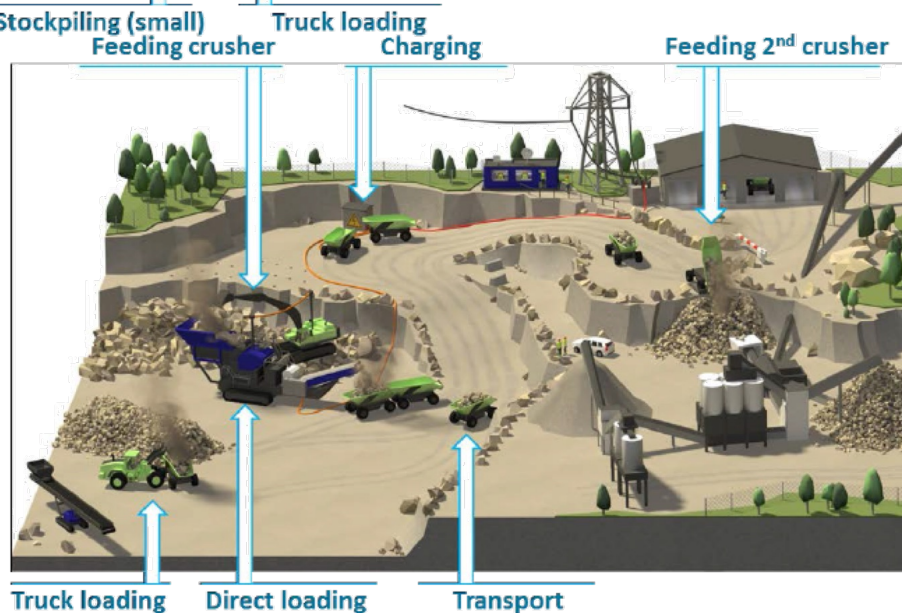 Stockpiling (small) Truck loading
Feeding crusher Charging Feeding 2nd crusher
Truck loading Direct loading Transport